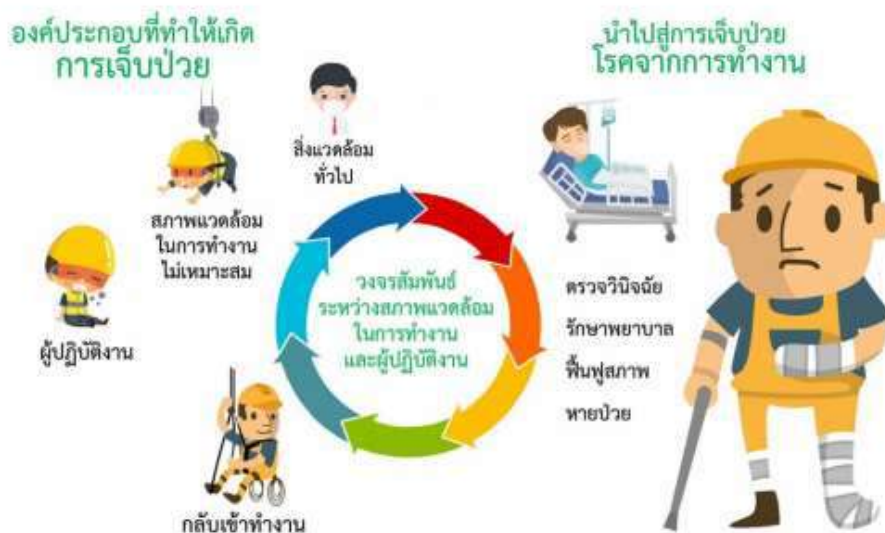 องค์ประกอบที่ทำให้เกิด
การเจ็บป่วย
สิ่งแวดล้อม
ทั่วไป
สภาพแวดล้อม
ในการทำงาน
ไม่เหมาะสม
ผู้ปฏิบัติงาน
กลับเข้าทำงาน
วงจรสัมพันธ์
ระหว่างสภาพแวดล้อม
ในการทำงาน
และผู้ปฏิบัติงาน
นำไปสู่การเจ็บป่วย
โรคจากการทำงาน
ตรวจวินิจฉัย
รักษาพยาบาล
ฟื้นฟูสภาพ
หายป่วย